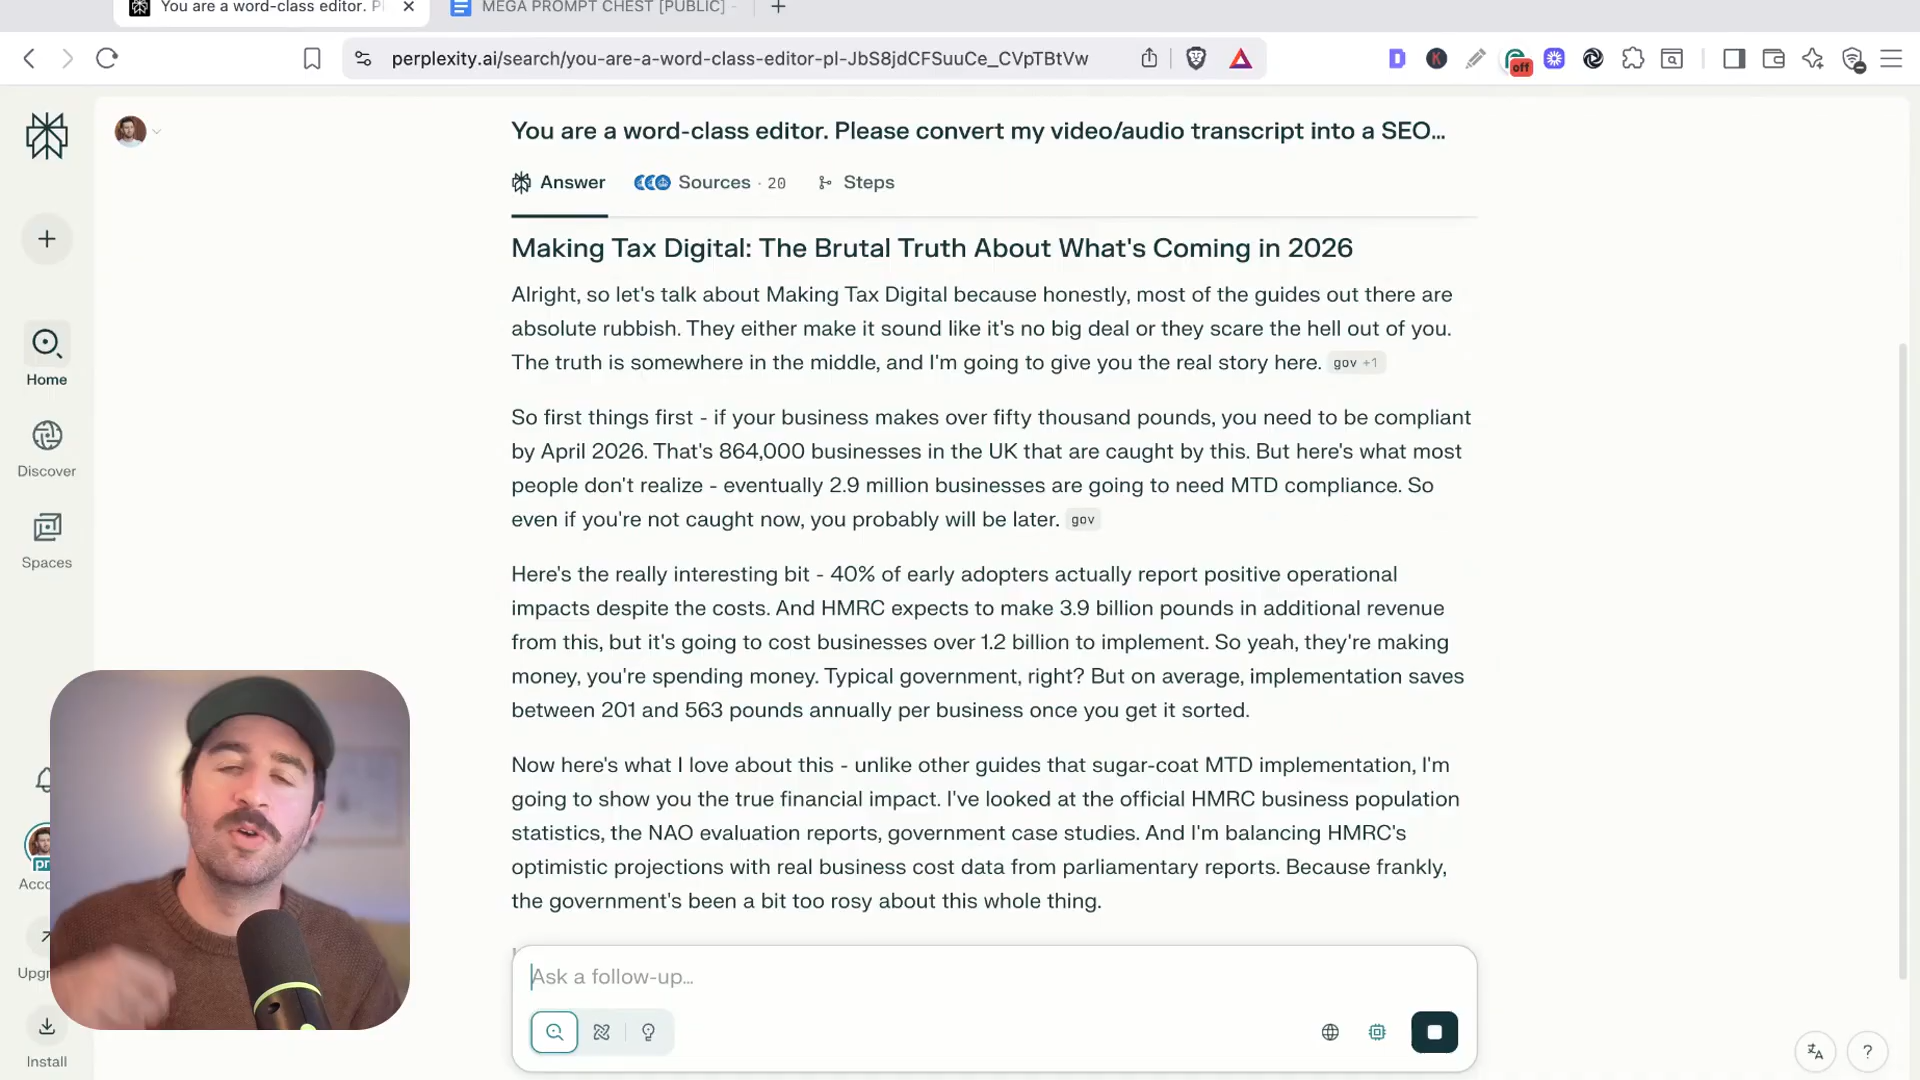 You are a word-class editor. P
MEGA PROMPT CHEST [PUBLIC] -
perplexity.ai/search/you-are-a-word-class-editor-pl-JbS8jdCFSuuCe_CVpTBtVw
off
You are a word-class editor. Please convert my video/audio transcript into a SEO...
Answer
Sources · 20
Steps
Making Tax Digital: The Brutal Truth About What's Coming in 2026
Alright, so let's talk about Making Tax Digital because honestly, most of the guides out there are
absolute rubbish. They either make it sound like it's no big deal or they scare the hell out of you.
The truth is somewhere in the middle, and I'm going to give you the real story here. gov +1
So first things first - if your business makes over fifty thousand pounds, you need to be compliant
by April 2026. That's 864,000 businesses in the UK that are caught by this. But here's what most
people don't realize - eventually 2.9 million businesses are going to need MTD compliance. So
even if you're not caught now, you probably will be later. gov
Here's the really interesting bit - 40% of early adopters actually report positive operational
impacts despite the costs. And HMRC expects to make 3.9 billion pounds in additional revenue
from this, but it's going to cost businesses over 1.2 billion to implement. So yeah, they're making
money, you're spending money. Typical government, right? But on average, implementation saves
between 201 and 563 pounds annually per business once you get it sorted.
Now here's what I love about this - unlike other guides that sugar-coat MTD implementation, I'm
going to show you the true financial impact. I've looked at the official HMRC business population
statistics, the NAO evaluation reports, government case studies. And I'm balancing HMRC's
optimistic projections with real business cost data from parliamentary reports. Because frankly,
the government's been a bit too rosy about this whole thing.
Ask a follow-up...
Home
Discover
Spaces
pr
Acco
Upgr
Install